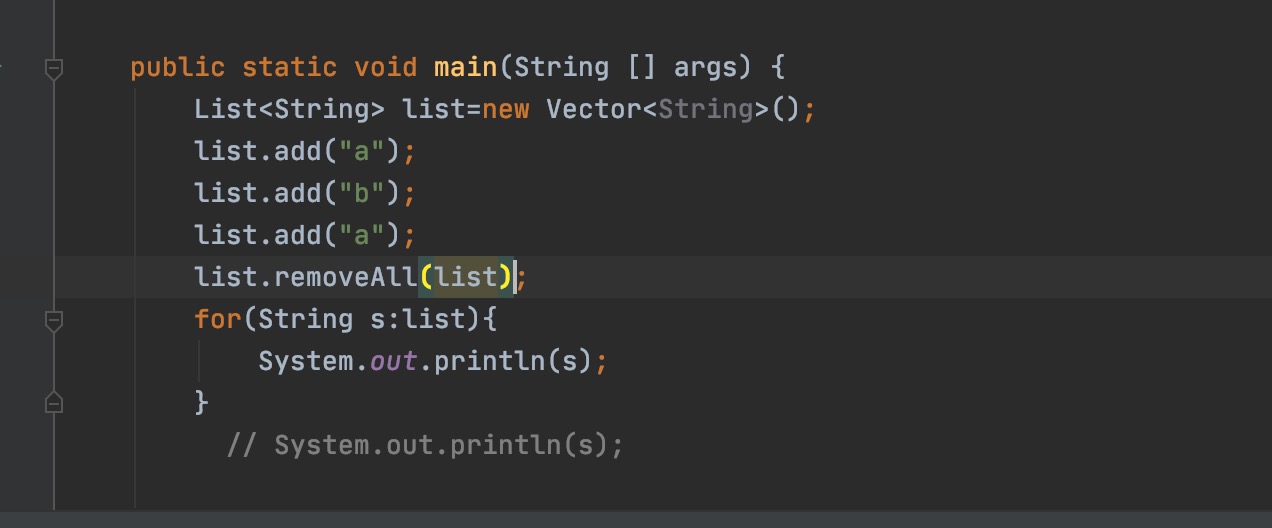 public static void main(String [] args) {
List<String> list=new Vector<String>();
list.add("a");
list.add("b");
list.add("a");
list.removeAll(list);
for(String s:list){
System.out.println(s);
}
// System.out.println(s);